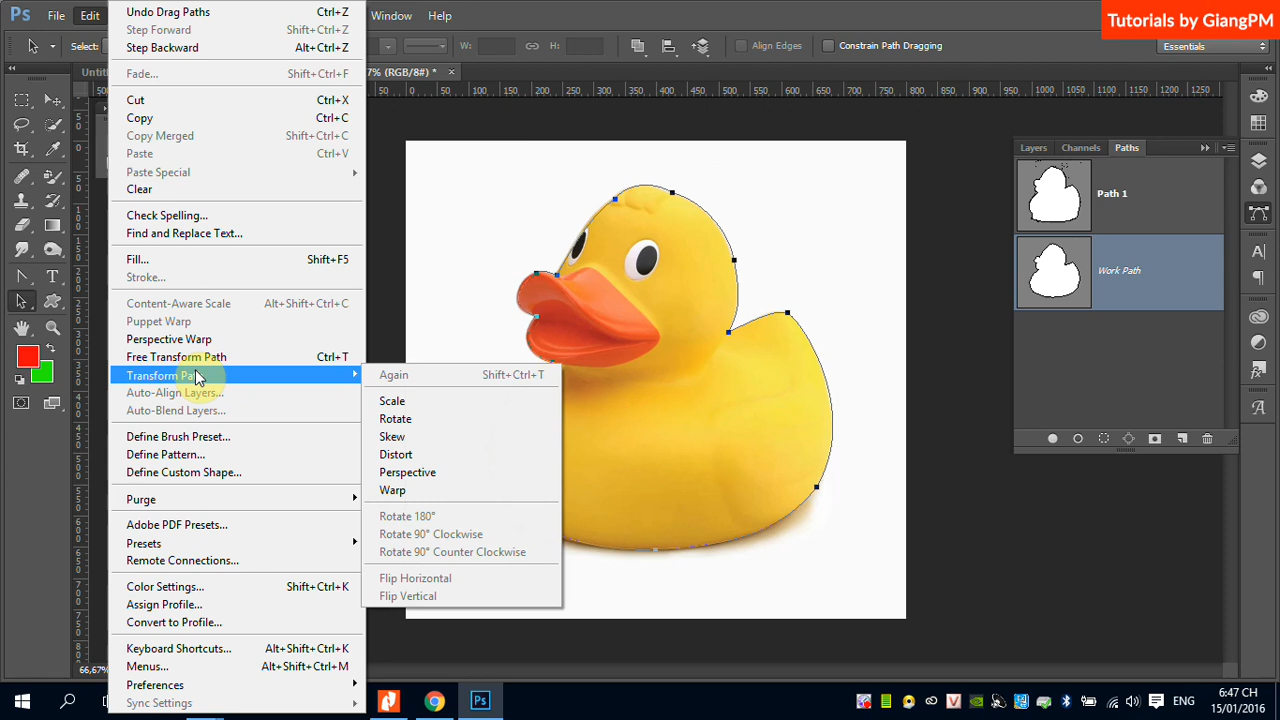 Ps File Edit Window Help
Tutorials by GiangPM
Select: W: H: Align Edges Constrain Path Dragging Essentials
7% (RGB/8#) *
50 0 50 100 150 200 250 300 350 400 450 500 550 600 650 700 750 800 850 900 950 1000 1050 1100 1150 1200 1250
Undo Drag Paths Ctrl+Z
Step Forward Shift+Ctrl+Z
Step Backward Alt+Ctrl+Z
Fade... Shift+Ctrl+F
Cut Ctrl+X
Copy Ctrl+C
Copy Merged Shift+Ctrl+C
Paste Ctrl+V
Paste Special
Clear
Check Spelling...
Find and Replace Text...
Fill... Shift+F5
Stroke...
Content-Aware Scale Alt+Shift+Ctrl+C
Puppet Warp
Perspective Warp
Free Transform Path Ctrl+T
Transform Path
Auto-Align Layers...
Auto-Blend Layers...
Define Brush Preset...
Define Pattern...
Define Custom Shape...
Purge
Adobe PDF Presets...
Presets
Remote Connections...
Color Settings... Shift+Ctrl+K
Assign Profile...
Convert to Profile...
Keyboard Shortcuts... Alt+Shift+Ctrl+K
Menus... Alt+Shift+Ctrl+M
Preferences
Sync Settings
Again Shift+Ctrl+T
Scale
Rotate
Skew
Distort
Perspective
Warp
Rotate 180°
Rotate 90° Clockwise
Rotate 90° Counter Clockwise
Flip Horizontal
Flip Vertical
Layers Channels Paths
Path 1
Work Path
66,67%
ENG
6:47 CH
15/01/2016